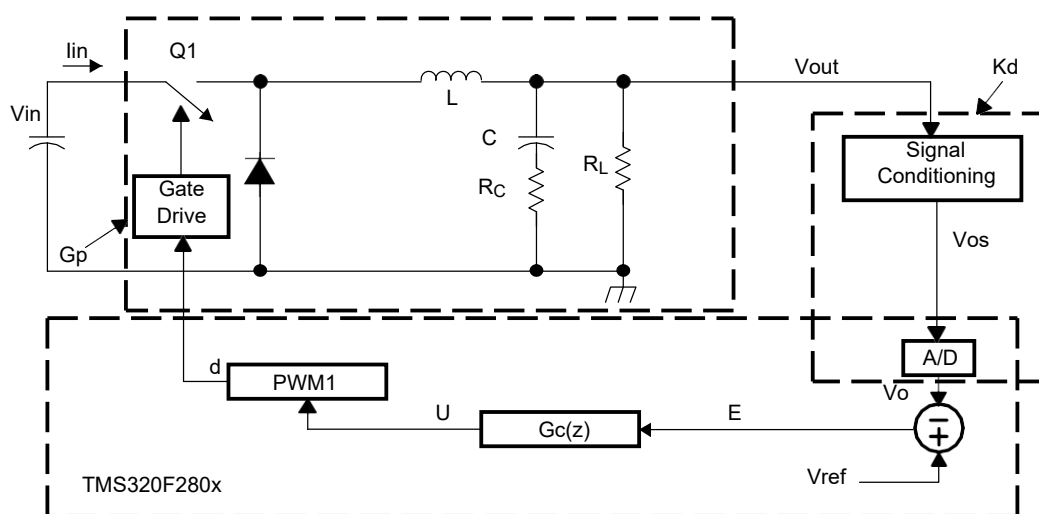 Iin
Q1
Vin
L
Vout
Kd
C
RC
RL
Gate
Drive
Gp
Signal
Conditioning
Vos
A/D
Vo
d
PWM1
U
Gc(z)
E
−
+
Vref
TMS320F280x